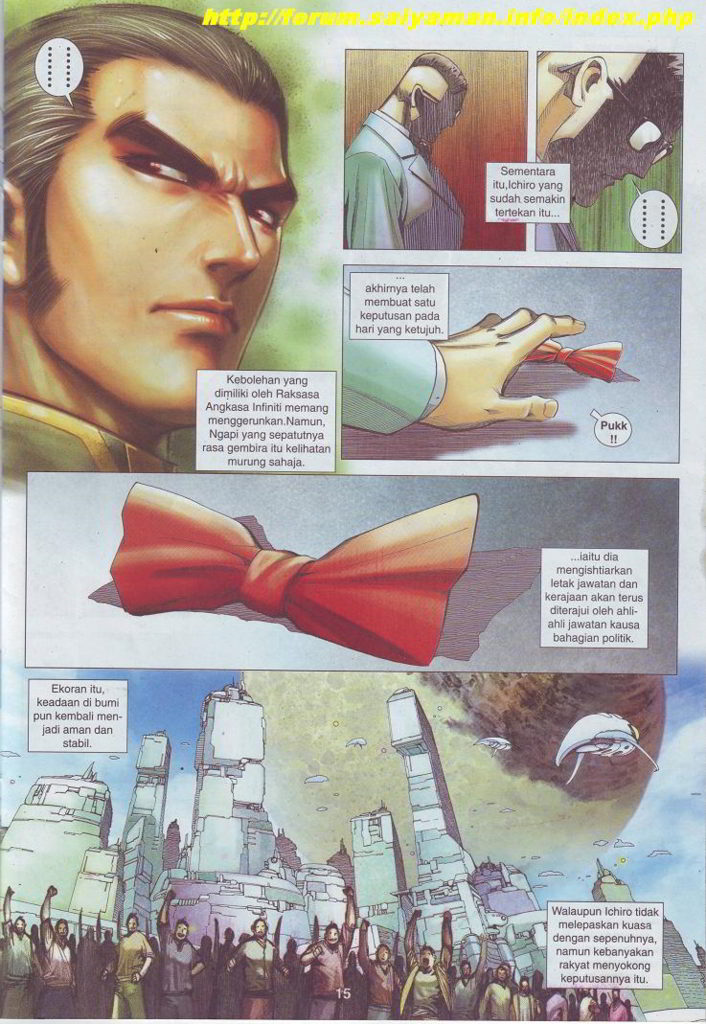 http://forum.saiyaman.info/index.php
Kebolehan yang
dimiliki oleh Raksasa
Angkasa Infiniti memang
menggerunkan.Namun,
Ngapi yang sepatutnya
rasa gembira itu kelihatan
murung sahaja.
Sementara
itu,Ichiro yang
sudah semakin
tertekan itu...
...
akhirnya telah
membuat satu
keputusan pada
hari yang ketujuh.
Pukk
!!
...iaitu dia
mengishtiarkan
letak jawatan dan
kerajaan akan terus
diterajui oleh ahli-
ahli jawatan kausa
bahagian politik.
Ekoran itu,
keadaan di bumi
pun kembali men-
jadi aman dan
stabil.
Walaupun Ichiro tidak
melepaskan kuasa
dengan sepenuhnya,
namun kebanyakan
rakyat menyokong
keputusannya itu.
15